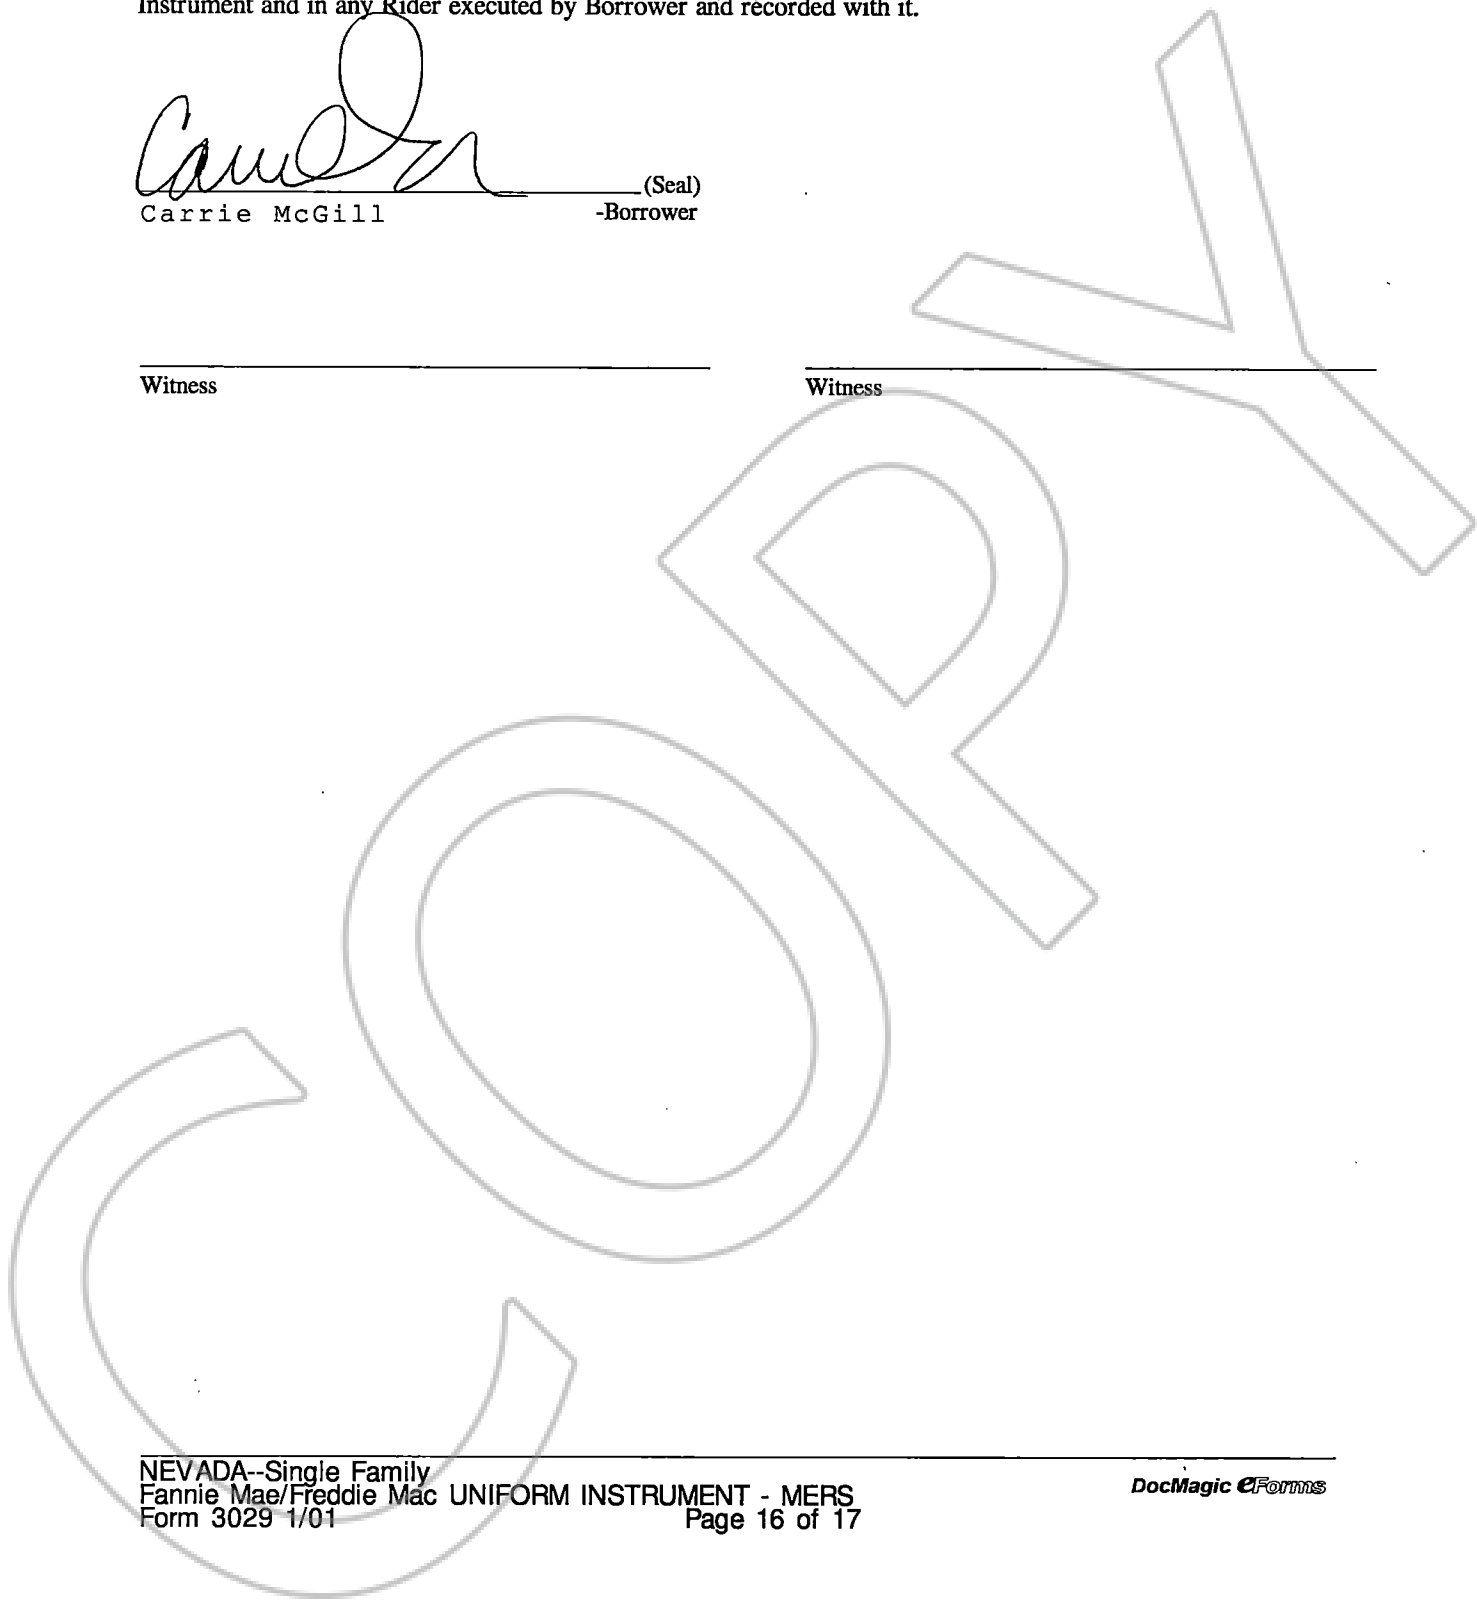 Instrument and in any Rider executed by Borrower and recorded with it.
(Seal)
Carrie McGill -Borrower
Witness Witness
COPY
NEVADA--Single Family
Fannie Mae/Freddie Mac UNIFORM INSTRUMENT - MERS DocMagic eForms
Form 3029 1/01 Page 16 of 17